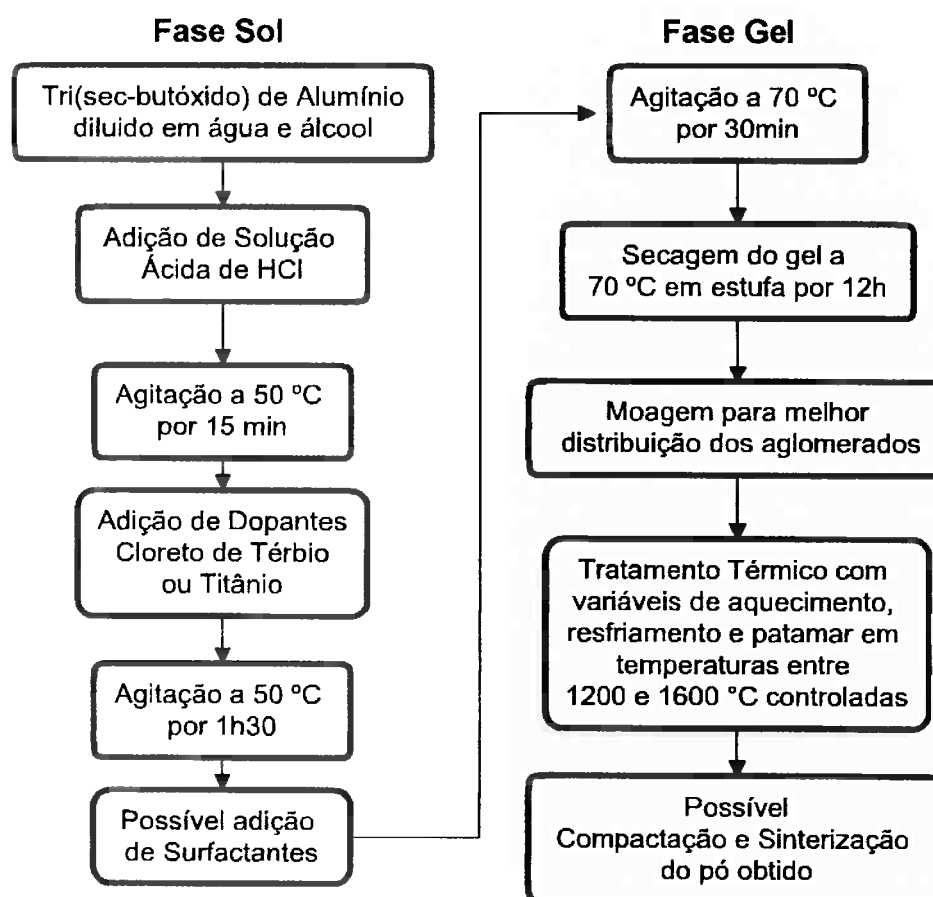 Fase Sol
Tri(sec-butóxido) de Alumínio
diluido em água e álcool
Adição de Solução
Ácida de HCl
Agitação a 50 ºC
por 15 min
Adição de Dopantes
Cloreto de Térbio
ou Titânio
Agitação a 50 ºC
por 1h30
Possível adição
de Surfactantes
Fase Gel
Agitação a 70 ºC
por 30min
Secagem do gel a
70 ºC em estufa por 12h
Moagem para melhor
distribuição dos aglomerados
Tratamento Térmico com
variáveis de aquecimento,
resfriamento e patamar em
temperaturas entre
1200 e 1600 °C controladas
Possível
Compactação e Sinterização
do pó obtido